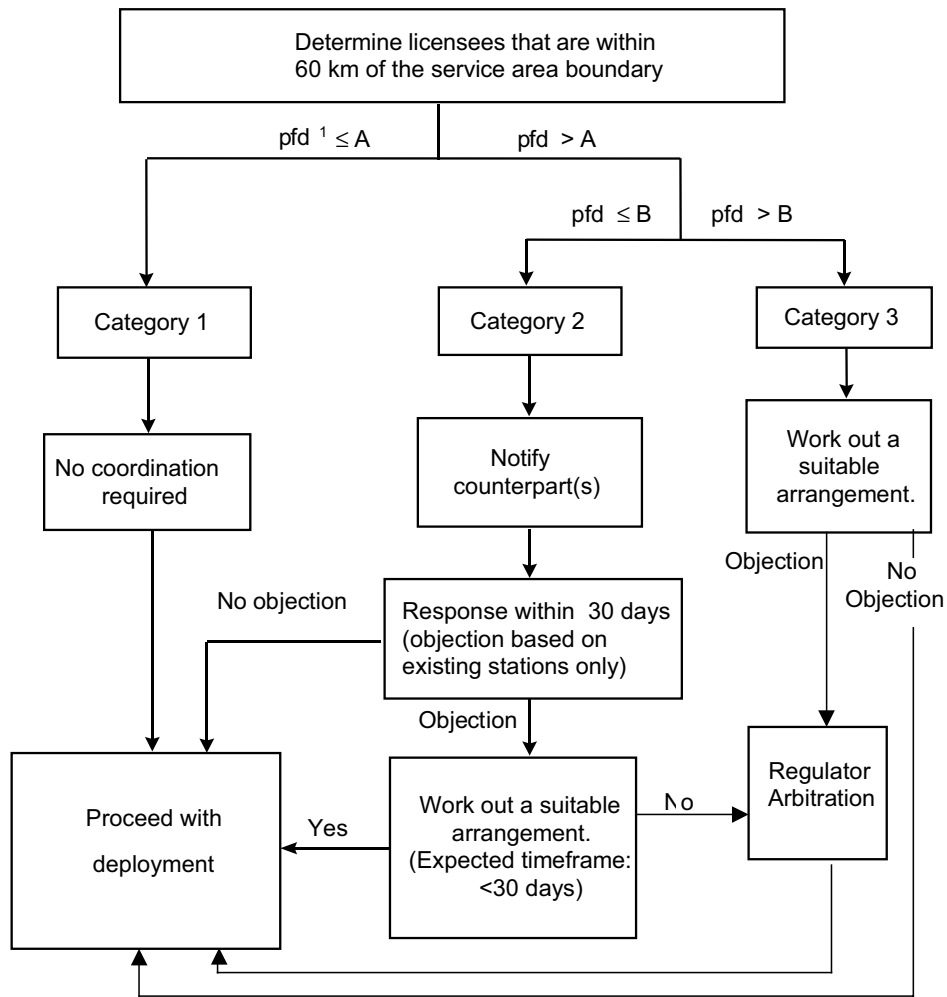 Determine licensees that are within
60 km of the service area boundary
pfd ¹ ≤ A
pfd > A
pfd ≤ B
pfd > B
Category 1
Category 2
Category 3
No coordination
required
Notify
counterpart(s)
Work out a
suitable
arrangement.
Objection
No
Objection
No objection
Response within 30 days
(objection based on
existing stations only)
Objection
Proceed with
deployment
Yes
Work out a suitable
arrangement.
(Expected timeframe:
<30 days)
No
Regulator
Arbitration